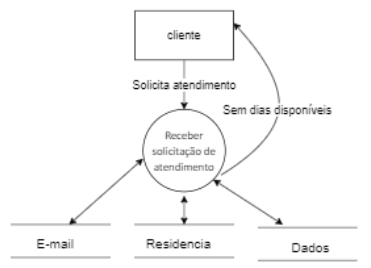 cliente
Solicita atendimento
Sem dias disponíveis
Receber
solicitação de
atendimento
E-mail
Residencia
Dados